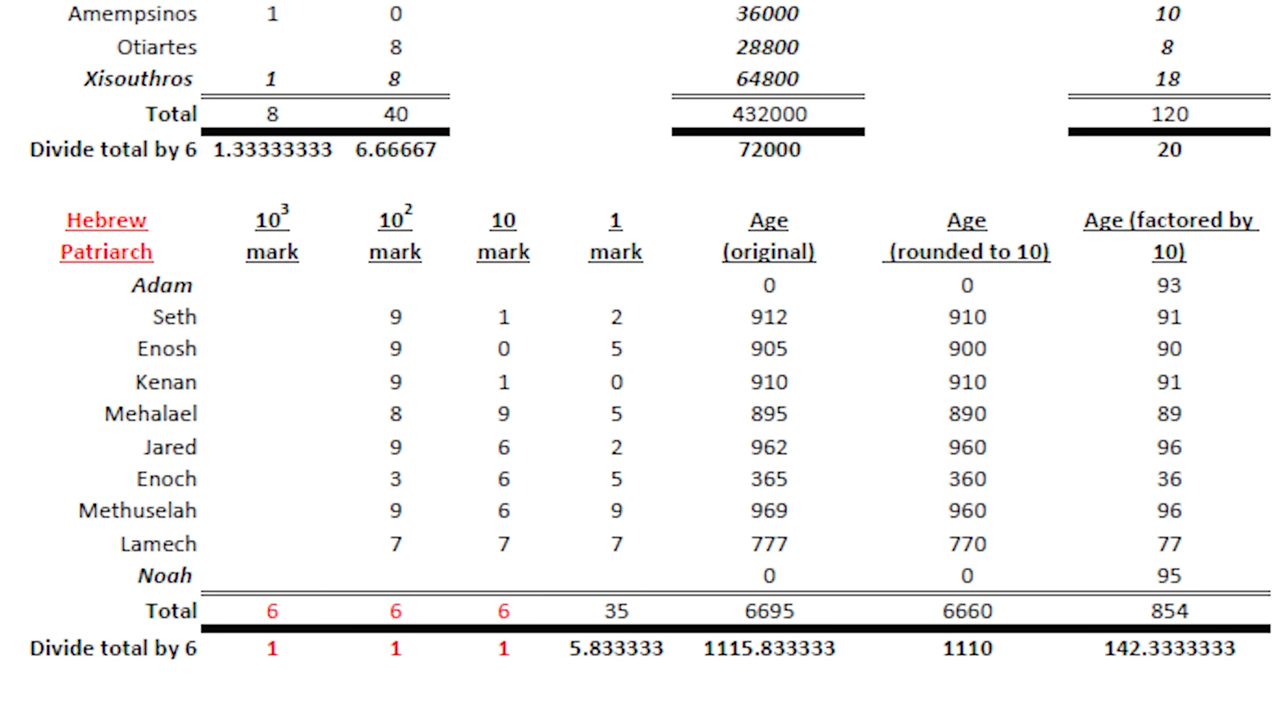 Amempsinos 1 0 36000 10
Otiartes 8 28800 8
Xisouthros 1 8 64800 18
Total 8 40 432000 120
Divide total by 6 1.33333333 6.66667 72000 20
Hebrew 10³ 10² 10 1 Age Age Age (factored by
Patriarch mark mark mark mark (original) (rounded to 10) 10)
Adam 0 0 93
Seth 9 1 2 912 910 91
Enosh 9 0 5 905 900 90
Kenan 9 1 0 910 910 91
Mehalael 8 9 5 895 890 89
Jared 9 6 2 962 960 96
Enoch 3 6 5 365 360 36
Methuselah 9 6 9 969 960 96
Lamech 7 7 7 777 770 77
Noah 0 0 95
Total 6 6 6 35 6695 6660 854
Divide total by 6 1 1 1 5.833333 1115.833333 1110 142.3333333